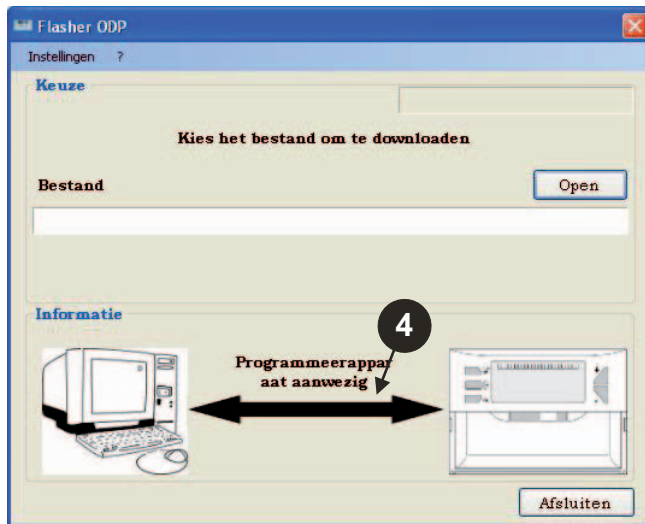 Flasher ODP
Instellingen ?
Keuze
Kies het bestand om te downloaden
Bestand
Open
Informatie
4
Programmeerappar
aat aanwezig
Afsluiten